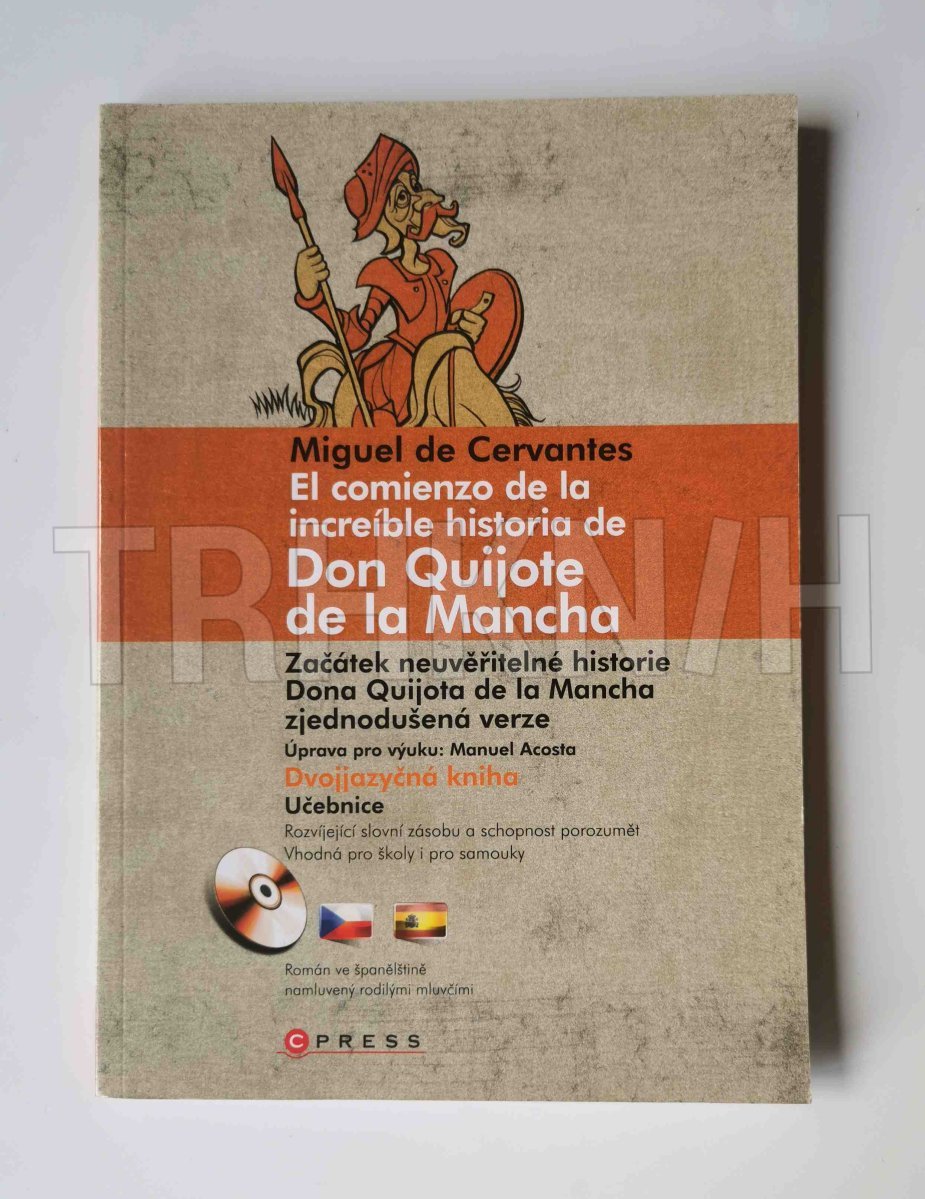 Miguel de Cervantes
El comienzo de la
increíble historia de
Don Quijote
de la Mancha
Začátek neuvěřitelné historie
Dona Quijota de la Mancha
zjednodušená verze
Úprava pro výuku: Manuel Acosta
Dvojjazyčná kniha
Učebnice
Rozvíjející slovní zásobu a schopnost porozumět
Vhodná pro školy i pro samouky
Román ve španělštině
namluvený rodilými mluvčími
C PRESS